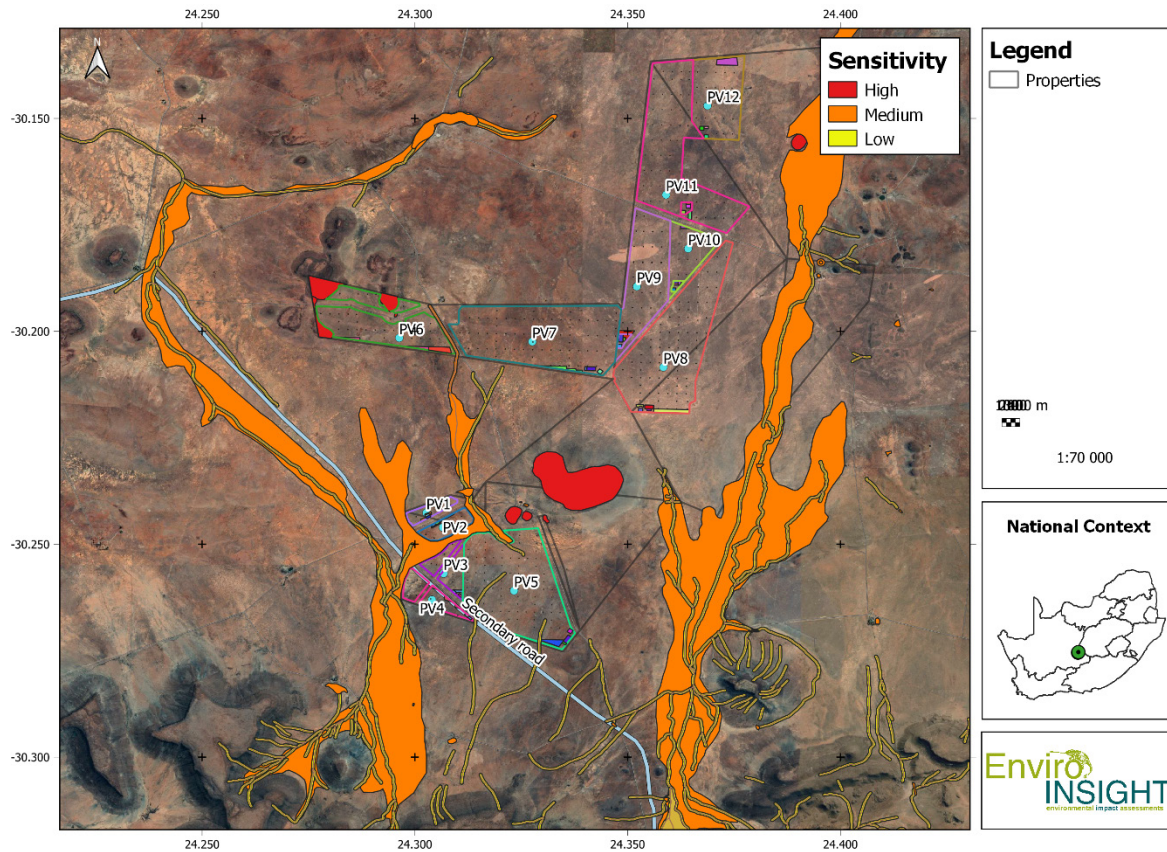 24.250
24.300
24.350
24.400
N
Sensitivity
High
Medium
Low
Legend
Properties
-30.150
-30.200
-30.250
-30.300
PV12
PV11
PV10
PV9
PV8
PV7
PV6
PV1
PV2
PV3
PV4
PV5
Secondary road
m
1:70 000
National Context
Enviro
INSIGHT
environmental impact assessments
24.250
24.300
24.350
24.400